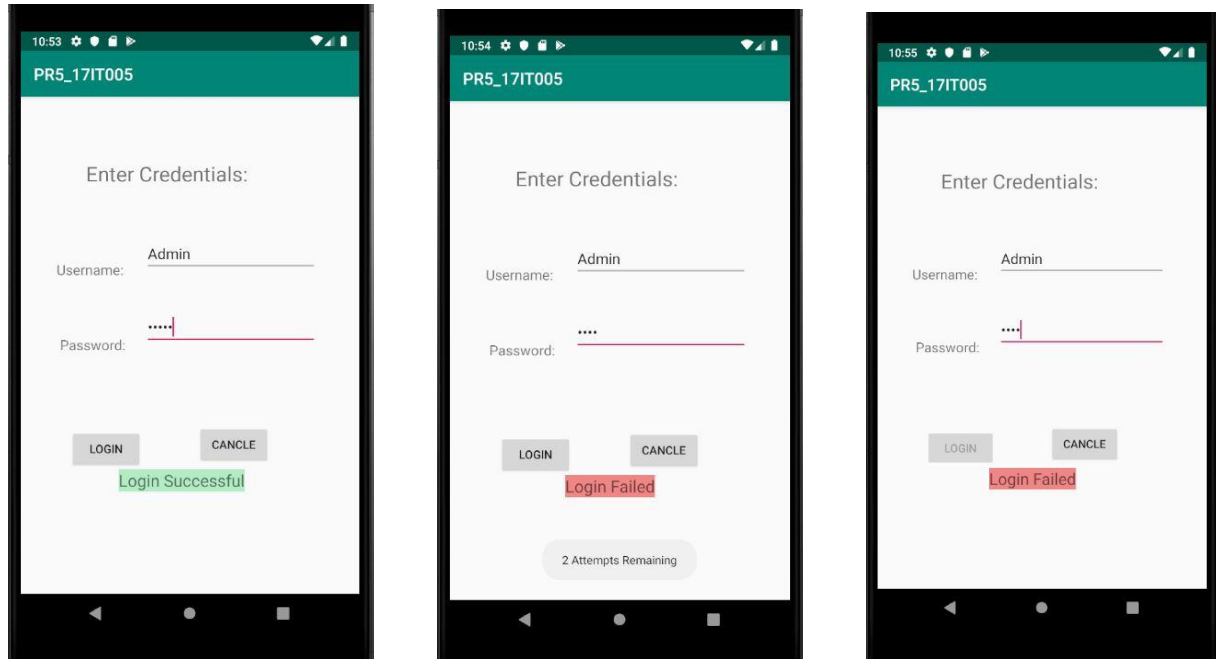 10:53
PR5_17IT005
Enter Credentials:
Admin
Username:
•••••
Password:
LOGIN
CANCLE
Login Successful
10:54
PR5_17IT005
Enter Credentials:
Admin
Username:
••••
Password:
LOGIN
CANCLE
Login Failed
2 Attempts Remaining
10:55
PR5_17IT005
Enter Credentials:
Admin
Username:
••••
Password:
LOGIN
CANCLE
Login Failed